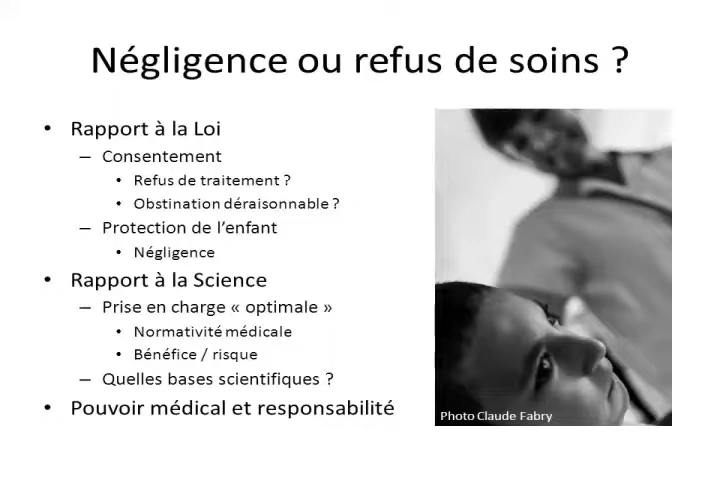 Négligence ou refus de soins ?
• Rapport à la Loi
– Consentement
• Refus de traitement ?
• Obstination déraisonnable ?
– Protection de l’enfant
• Négligence
• Rapport à la Science
– Prise en charge « optimale »
• Normativité médicale
• Bénéfice / risque
– Quelles bases scientifiques ?
• Pouvoir médical et responsabilité
Photo Claude Fabry